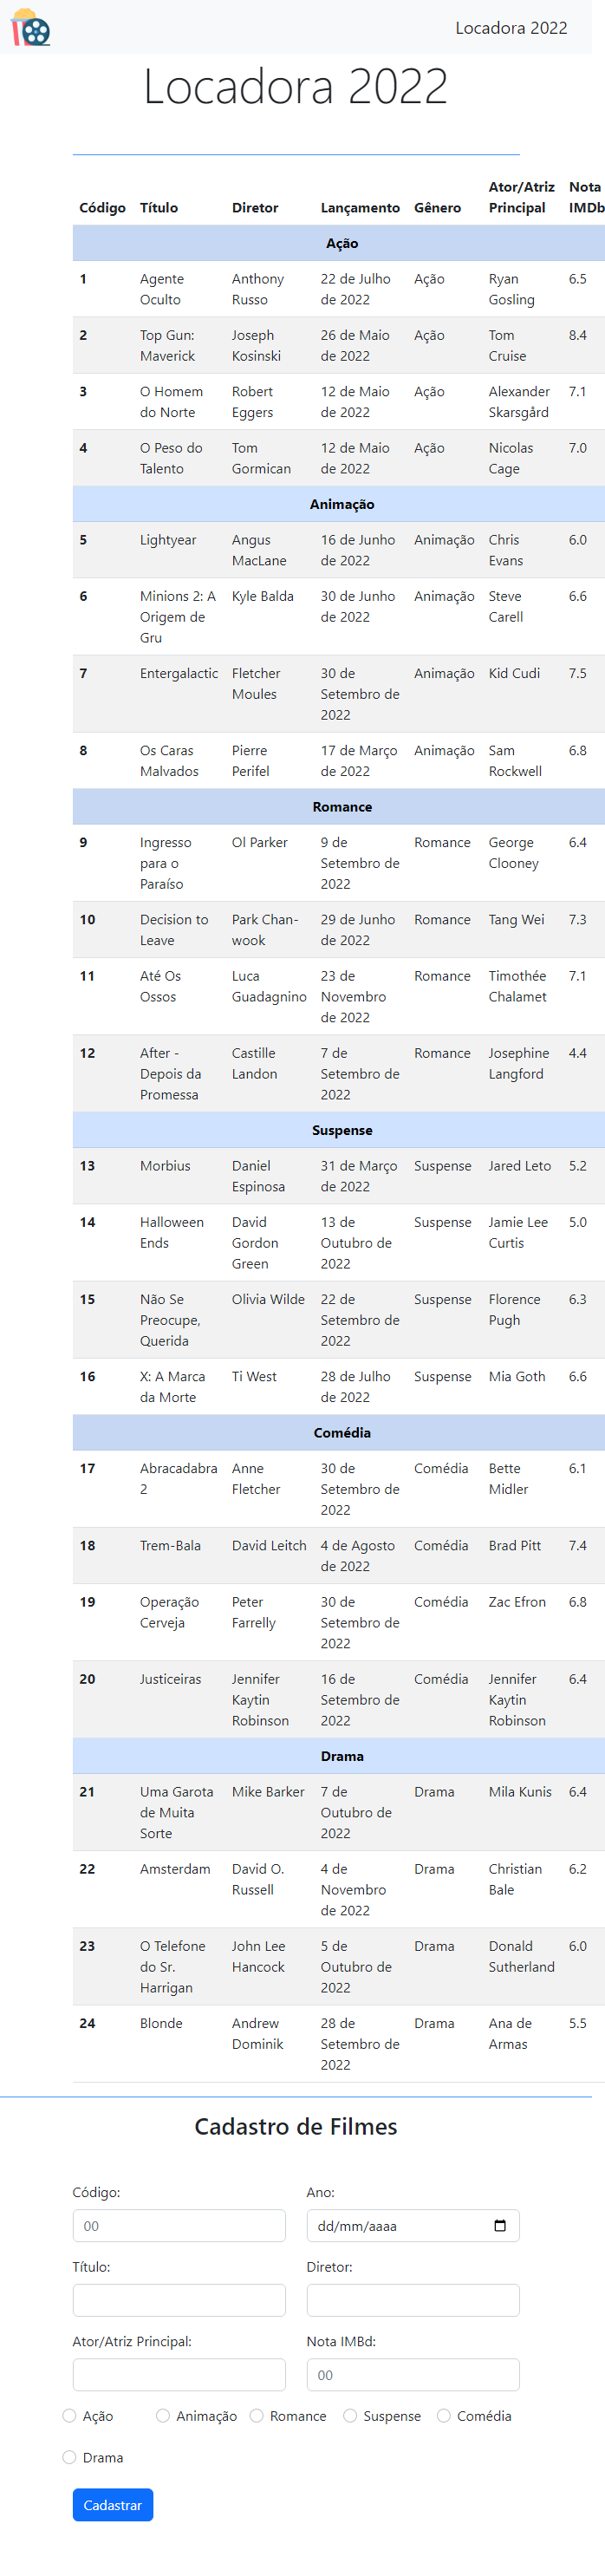 Locadora 2022
Locadora 2022
Código Título Diretor Lançamento Gênero Ator/Atriz Principal Nota IMDb
Ação
1 Agente Oculto Anthony Russo 22 de Julho de 2022 Ação Ryan Gosling 6.5
2 Top Gun: Maverick Joseph Kosinski 26 de Maio de 2022 Ação Tom Cruise 8.4
3 O Homem do Norte Robert Eggers 12 de Maio de 2022 Ação Alexander Skarsgård 7.1
4 O Peso do Talento Tom Gormican 12 de Maio de 2022 Ação Nicolas Cage 7.0
Animação
5 Lightyear Angus MacLane 16 de Junho de 2022 Animação Chris Evans 6.0
6 Minions 2: A Origem de Gru Kyle Balda 30 de Junho de 2022 Animação Steve Carell 6.6
7 Entergalactic Fletcher Moules 30 de Setembro de 2022 Animação Kid Cudi 7.5
8 Os Caras Malvados Pierre Perifel 17 de Março de 2022 Animação Sam Rockwell 6.8
Romance
9 Ingresso para o Paraíso Ol Parker 9 de Setembro de 2022 Romance George Clooney 6.4
10 Decision to Leave Park Chan-wook 29 de Junho de 2022 Romance Tang Wei 7.3
11 Até Os Ossos Luca Guadagnino 23 de Novembro de 2022 Romance Timothée Chalamet 7.1
12 After - Depois da Promessa Castille Landon 7 de Setembro de 2022 Romance Josephine Langford 4.4
Suspense
13 Morbius Daniel Espinosa 31 de Março de 2022 Suspense Jared Leto 5.2
14 Halloween Ends David Gordon Green 13 de Outubro de 2022 Suspense Jamie Lee Curtis 5.0
15 Não Se Preocupe, Querida Olivia Wilde 22 de Setembro de 2022 Suspense Florence Pugh 6.3
16 X: A Marca da Morte Ti West 28 de Julho de 2022 Suspense Mia Goth 6.6
Comédia
17 Abracadabra 2 Anne Fletcher 30 de Setembro de 2022 Comédia Bette Midler 6.1
18 Trem-Bala David Leitch 4 de Agosto de 2022 Comédia Brad Pitt 7.4
19 Operação Cerveja Peter Farrelly 30 de Setembro de 2022 Comédia Zac Efron 6.8
20 Justiceiras Jennifer Kaytin Robinson 16 de Setembro de 2022 Comédia Jennifer Kaytin Robinson 6.4
Drama
21 Uma Garota de Muita Sorte Mike Barker 7 de Outubro de 2022 Drama Mila Kunis 6.4
22 Amsterdam David O. Russell 4 de Novembro de 2022 Drama Christian Bale 6.2
23 O Telefone do Sr. Harrigan John Lee Hancock 5 de Outubro de 2022 Drama Donald Sutherland 6.0
24 Blonde Andrew Dominik 28 de Setembro de 2022 Drama Ana de Armas 5.5
Cadastro de Filmes
Código: Ano:
00 dd/mm/aaaa
Título: Diretor:
Ator/Atriz Principal: Nota IMBd:
00
Ação Animação Romance Suspense Comédia
Drama
Cadastrar